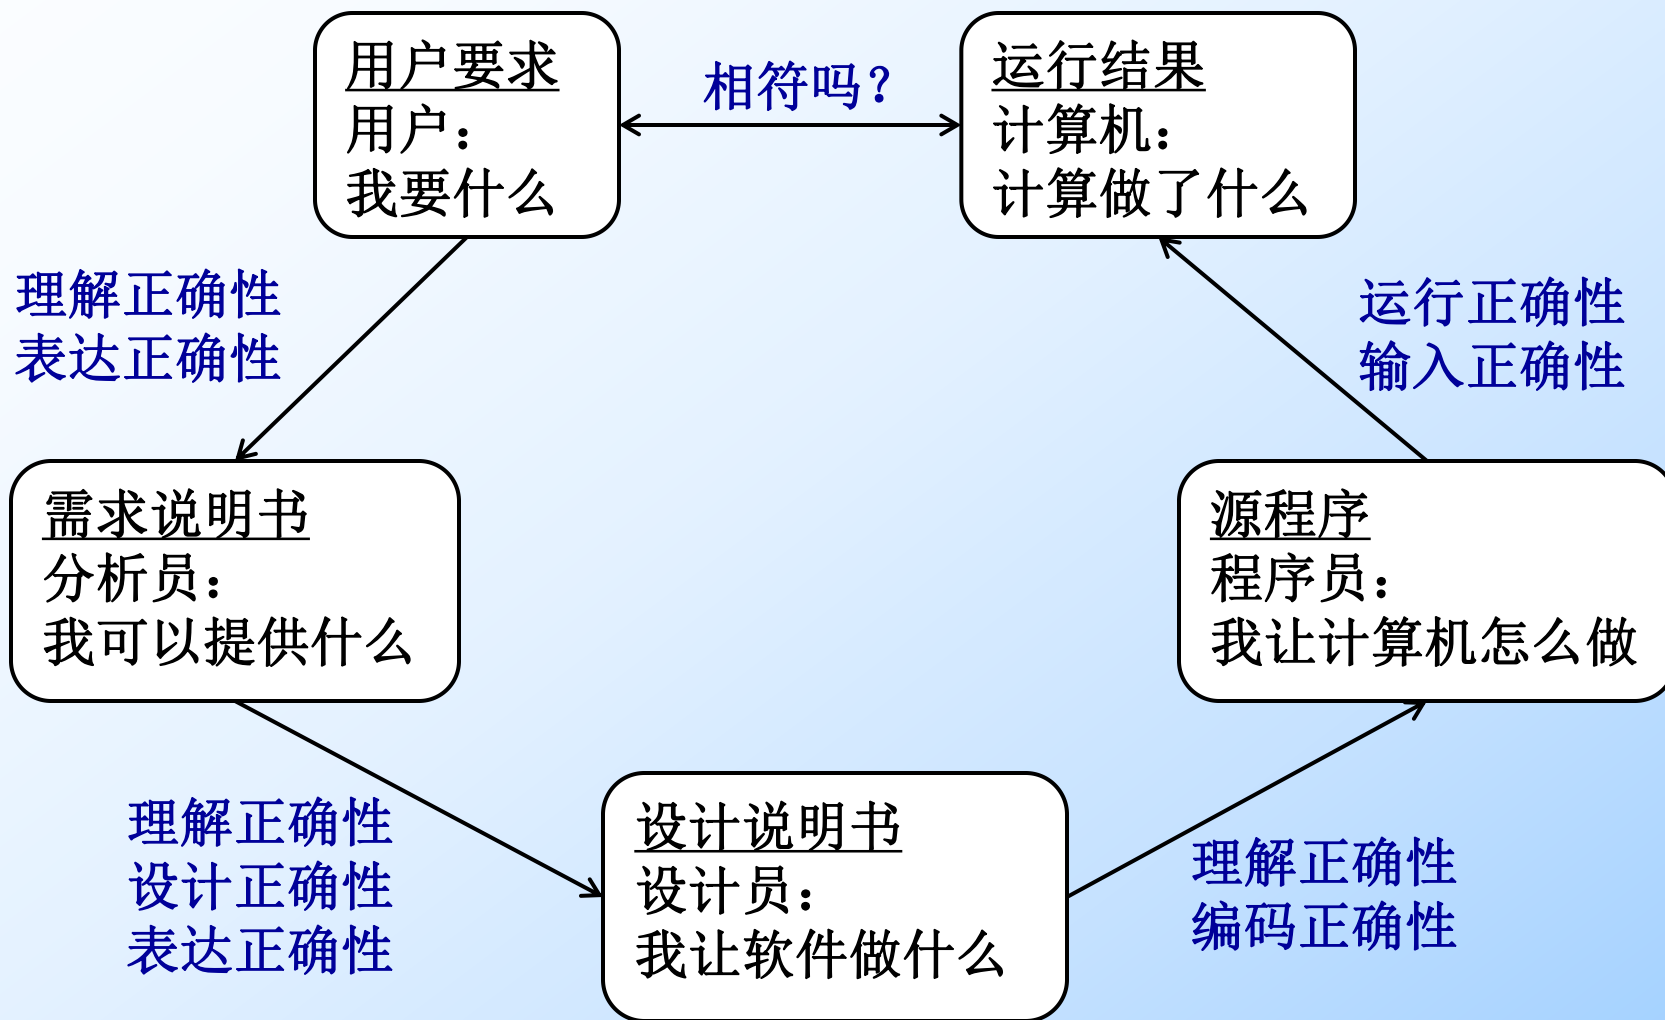 用户要求
用户：
我要什么
相符吗？
运行结果
计算机：
计算做了什么
理解正确性
表达正确性
运行正确性
输入正确性
需求说明书
分析员：
我可以提供什么
源程序
程序员：
我让计算机怎么做
理解正确性
设计正确性
表达正确性
设计说明书
设计员：
我让软件做什么
理解正确性
编码正确性